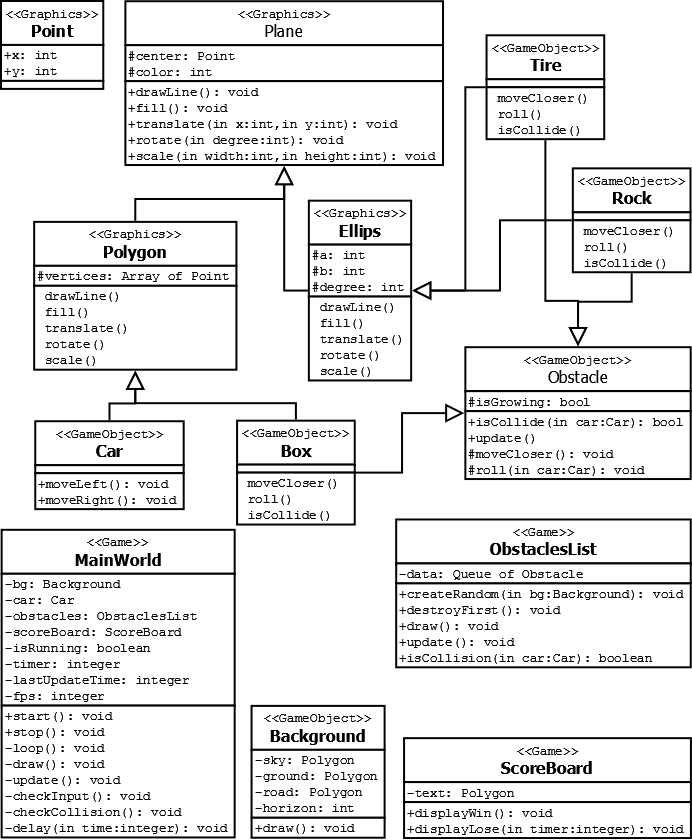 <<Graphics>>
Point
+x: int
+y: int
<<Graphics>>
Plane
#center: Point
#color: int
+drawLine(): void
+fill(): void
+translate(in x:int,in y:int): void
+rotate(in degree:int): void
+scale(in width:int,in height:int): void
<<GameObject>>
Tire
moveCloser()
roll()
isCollide()
<<GameObject>>
Rock
moveCloser()
roll()
isCollide()
<<Graphics>>
Polygon
#vertices: Array of Point
drawLine()
fill()
translate()
rotate()
scale()
<<Graphics>>
Ellips
#a: int
#b: int
#degree: int
drawLine()
fill()
translate()
rotate()
scale()
<<GameObject>>
Obstacle
#isGrowing: bool
+isCollide(in car:Car): bool
+update()
#moveCloser(): void
#roll(in car:Car): void
<<GameObject>>
Car
+moveLeft(): void
+moveRight(): void
<<GameObject>>
Box
moveCloser()
roll()
isCollide()
<<Game>>
MainWorld
-bg: Background
-car: Car
-obstacles: ObstaclesList
-scoreBoard: ScoreBoard
-isRunning: boolean
-timer: integer
-lastUpdateTime: integer
-fps: integer
+start(): void
+stop(): void
-loop(): void
-draw(): void
-update(): void
-checkInput(): void
-checkCollision(): void
-delay(in time:integer): void
<<Game>>
ObstaclesList
-data: Queue of Obstacle
+createRandom(in bg:Background): void
+destroyFirst(): void
+draw(): void
+update(): void
+isCollision(in car:Car): boolean
<<GameObject>>
Background
-sky: Polygon
-ground: Polygon
-road: Polygon
-horizon: int
+draw(): void
<<Game>>
ScoreBoard
-text: Polygon
+displayWin(): void
+displayLose(in timer:integer): void